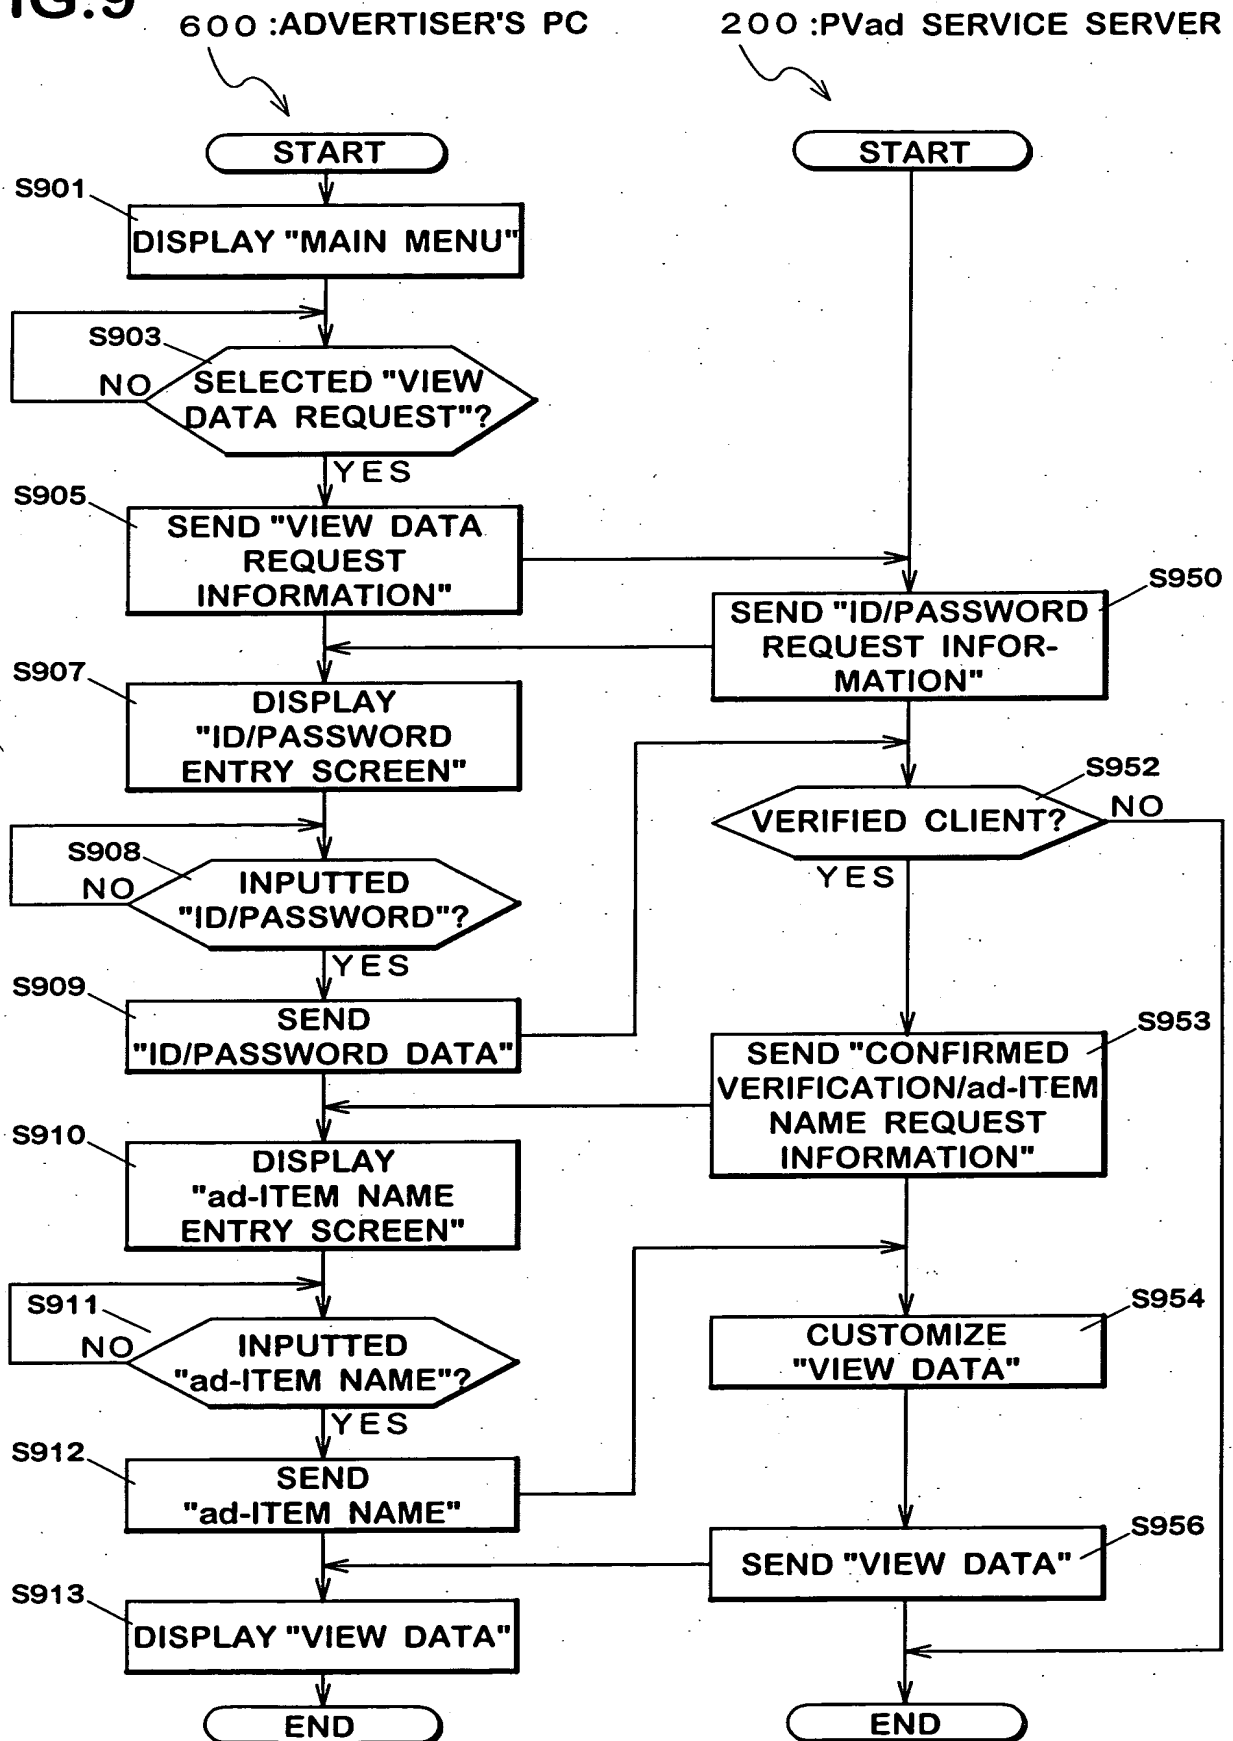 FIG.9
600 :ADVERTISER'S PC
200 :PVad SERVICE SERVER
START
S901
DISPLAY "MAIN MENU"
S903
SELECTED "VIEW
DATA REQUEST"?
NO
YES
S905
SEND "VIEW DATA
REQUEST
INFORMATION"
S907
DISPLAY
"ID/PASSWORD
ENTRY SCREEN"
S908
INPUTTED
"ID/PASSWORD"?
NO
YES
S909
SEND
"ID/PASSWORD DATA"
S910
DISPLAY
"ad-ITEM NAME
ENTRY SCREEN"
S911
INPUTTED
"ad-ITEM NAME"?
NO
YES
S912
SEND
"ad-ITEM NAME"
S913
DISPLAY "VIEW DATA"
END
START
S950
SEND "ID/PASSWORD
REQUEST INFOR-
MATION"
S952
VERIFIED CLIENT?
NO
YES
S953
SEND "CONFIRMED
VERIFICATION/ad-ITEM
NAME REQUEST
INFORMATION"
S954
CUSTOMIZE
"VIEW DATA"
S956
SEND "VIEW DATA"
END